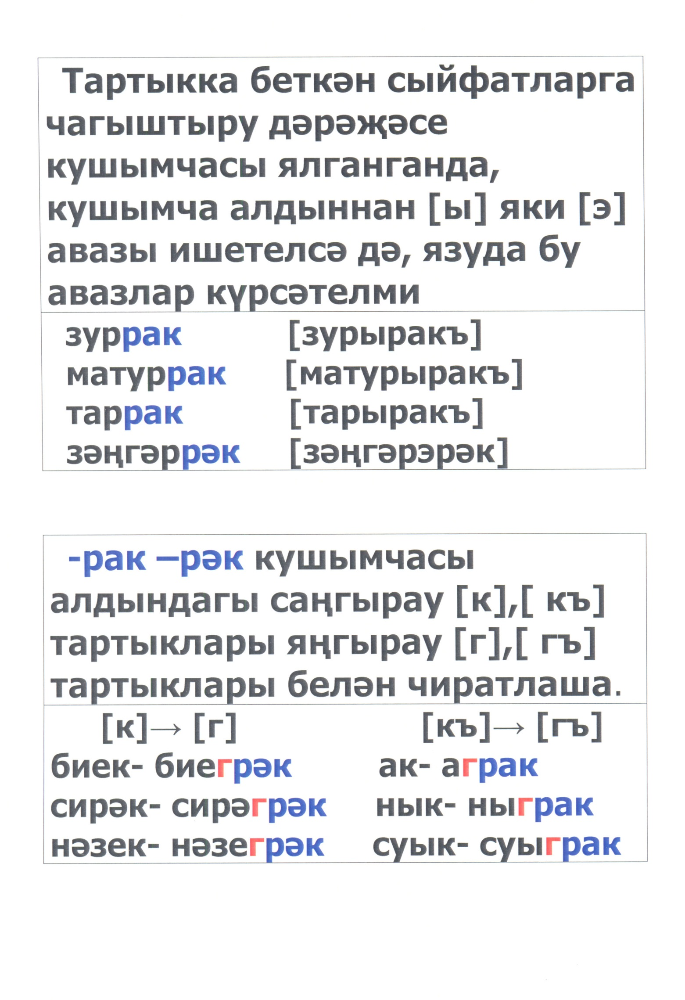 Тартыкка беткән сыйфатларга
чагыштыру дәрәҗәсе
кушымчасы ялганганда,
кушымча алдыннан [ы] яки [э]
авазы ишетелсә дә, язуда бу
авазлар күрсәтелми
зуррак [зурыракъ]
матуррак [матурыракъ]
таррак [тарыракъ]
зәңгәррәк [зәңгәрэрәк]
-рак –рәк кушымчасы
алдындагы саңгырау [к],[ къ]
тартыклары яңгырау [г],[ гъ]
тартыклары белән чиратлаша.
[к]→ [г] [къ]→ [гъ]
биек- биегрәк ак- аграк
сирәк- сирәгрәк нык- ныграк
нәзек- нәзегрәк суык- суыграк